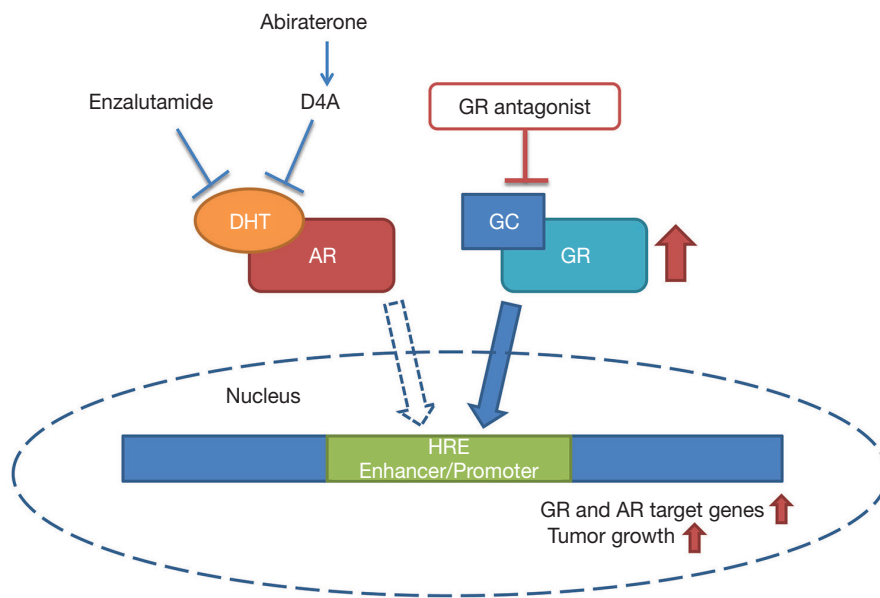 Abiraterone
Enzalutamide
D4A
GR antagonist
DHT
AR
GC
GR
Nucleus
HRE
Enhancer/Promoter
GR and AR target genes
Tumor growth